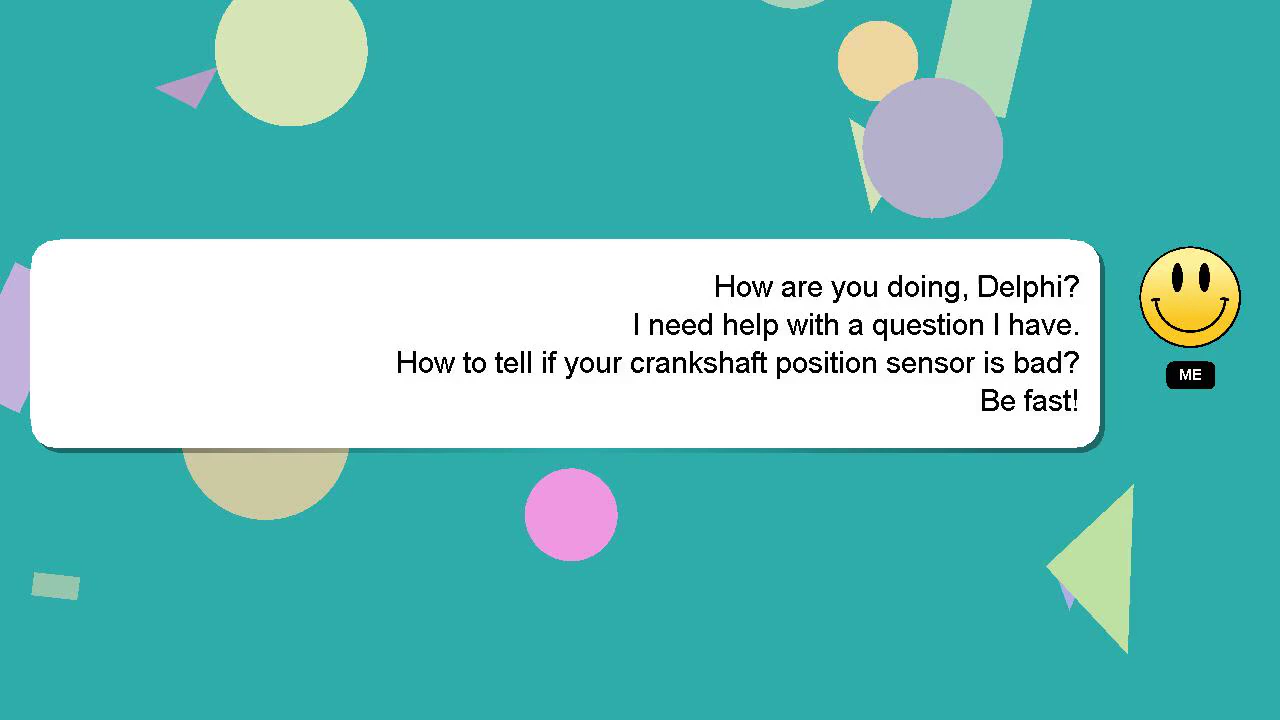 How are you doing, Delphi?
I need help with a question I have.
How to tell if your crankshaft position sensor is bad?
Be fast!
ME